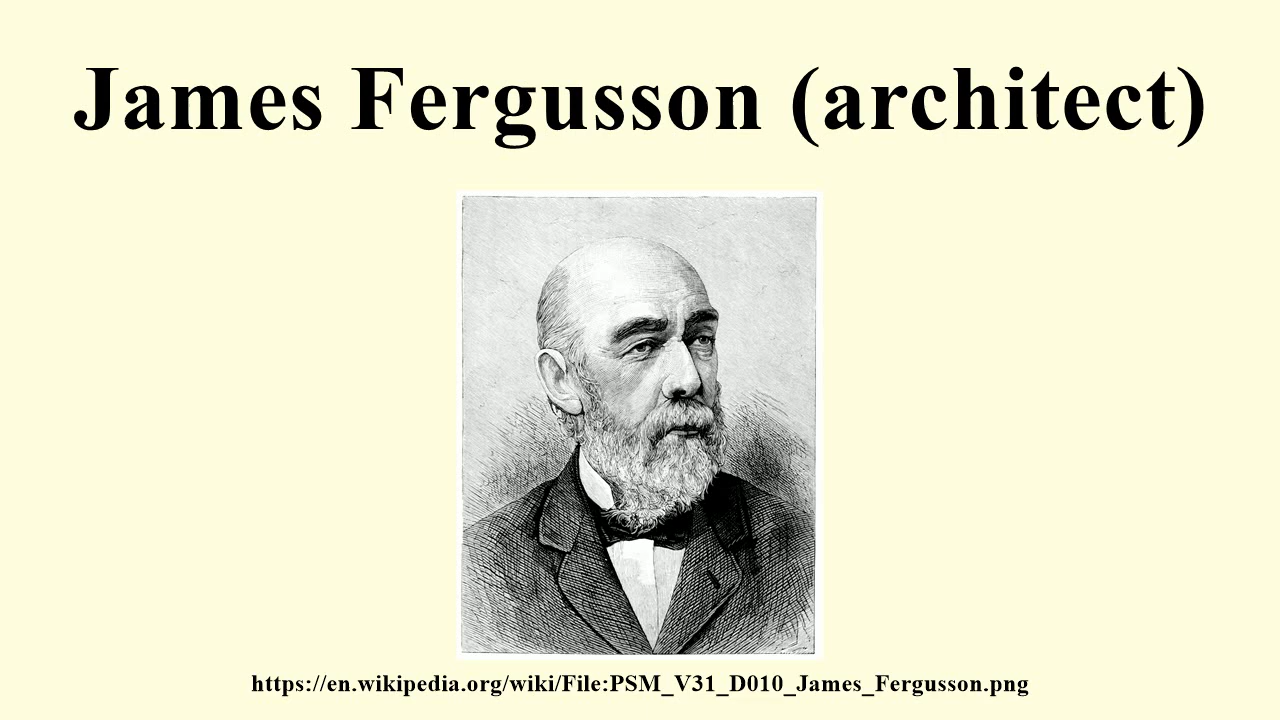 James Fergusson (architect)
https://en.wikipedia.org/wiki/File:PSM_V31_D010_James_Fergusson.png